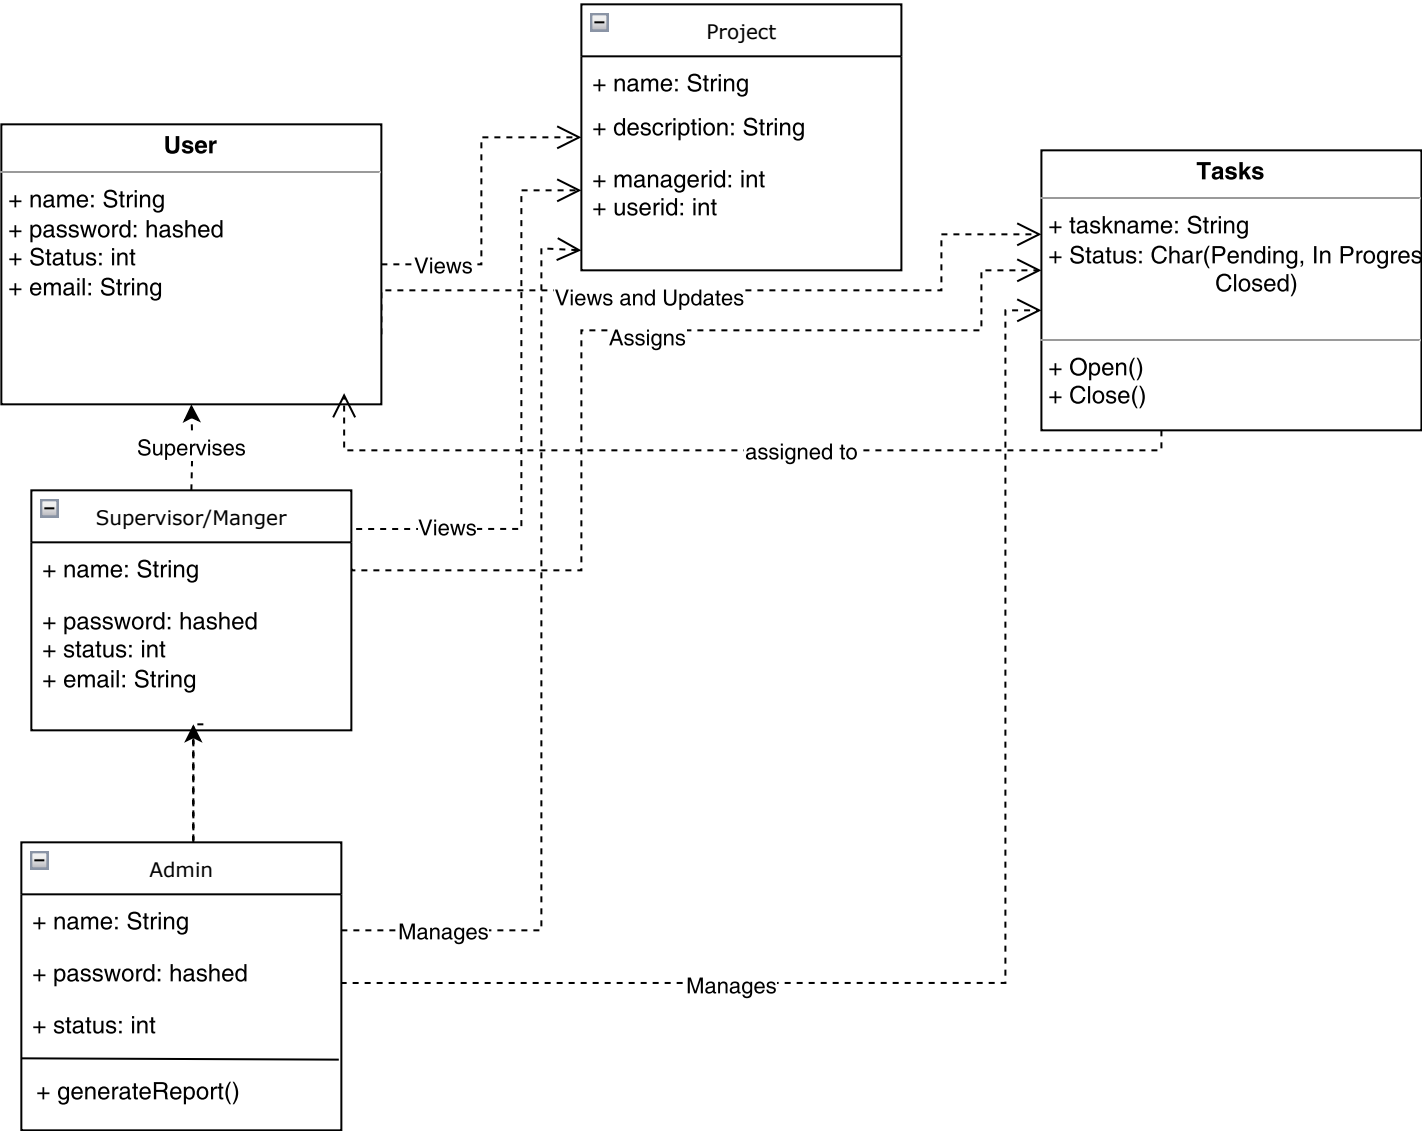 Project
+ name: String
+ description: String
+ managerid: int
+ userid: int
User
+ name: String
+ password: hashed
+ Status: int
+ email: String
Tasks
+ taskname: String
+ Status: Char(Pending, In Progres
Closed)
+ Open()
+ Close()
Views
Views and Updates
Assigns
Supervises
assigned to
Supervisor/Manger
+ name: String
+ password: hashed
+ status: int
+ email: String
-
Views
Admin
+ name: String
+ password: hashed
+ status: int
+ generateReport()
Manages
Manages